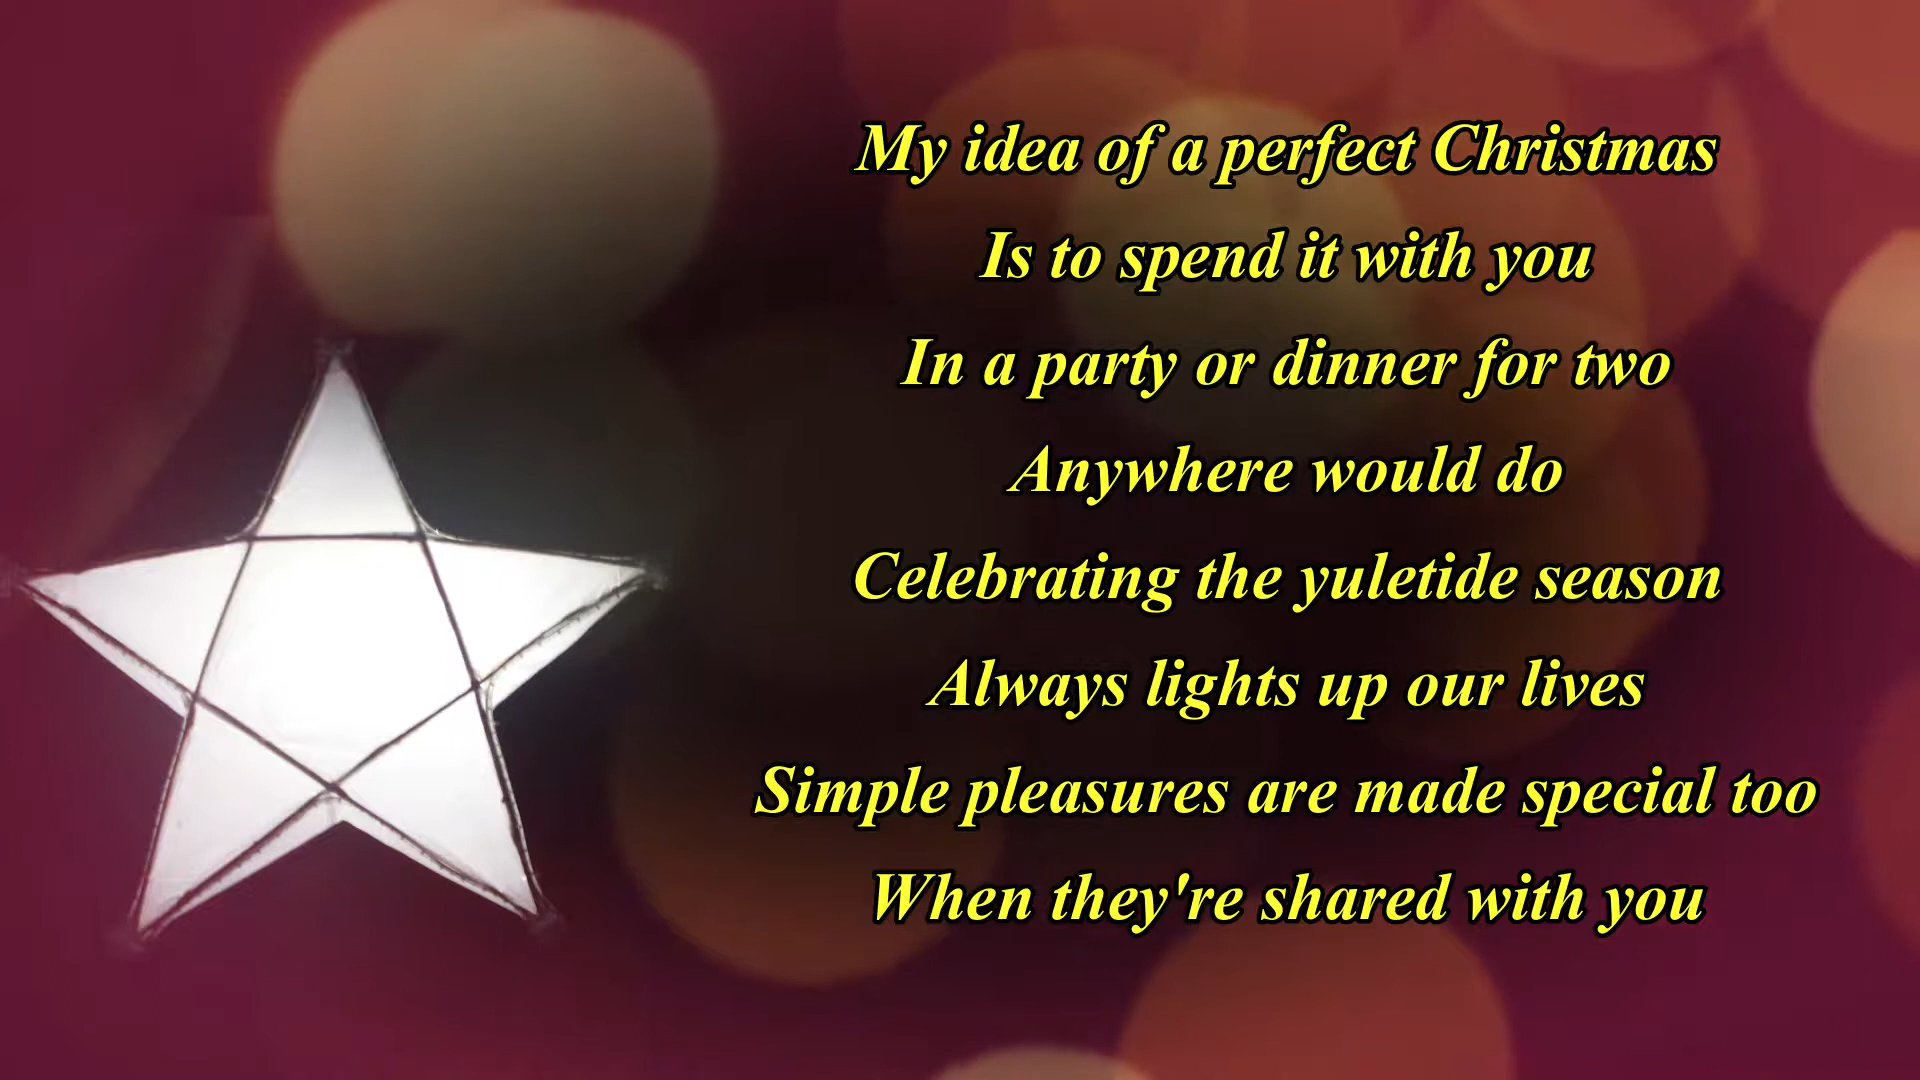 My idea of a perfect Christmas
Is to spend it with you
In a party or dinner for two
Anywhere would do
Celebrating the yuletide season
Always lights up our lives
Simple pleasures are made special too
When they're shared with you